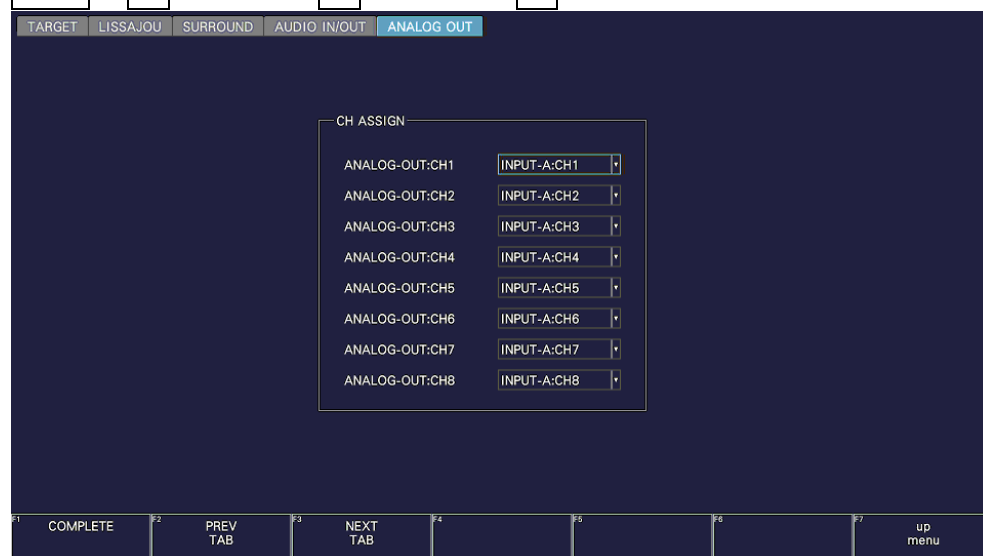 TARGET LISSAJOU SURROUND AUDIO IN/OUT ANALOG OUT
CH ASSIGN
ANALOG-OUT:CH1 INPUT-A:CH1
ANALOG-OUT:CH2 INPUT-A:CH2
ANALOG-OUT:CH3 INPUT-A:CH3
ANALOG-OUT:CH4 INPUT-A:CH4
ANALOG-OUT:CH5 INPUT-A:CH5
ANALOG-OUT:CH6 INPUT-A:CH6
ANALOG-OUT:CH7 INPUT-A:CH7
ANALOG-OUT:CH8 INPUT-A:CH8
F1 COMPLETE F2 PREV TAB F3 NEXT TAB F4 F5 F6 F7 up menu